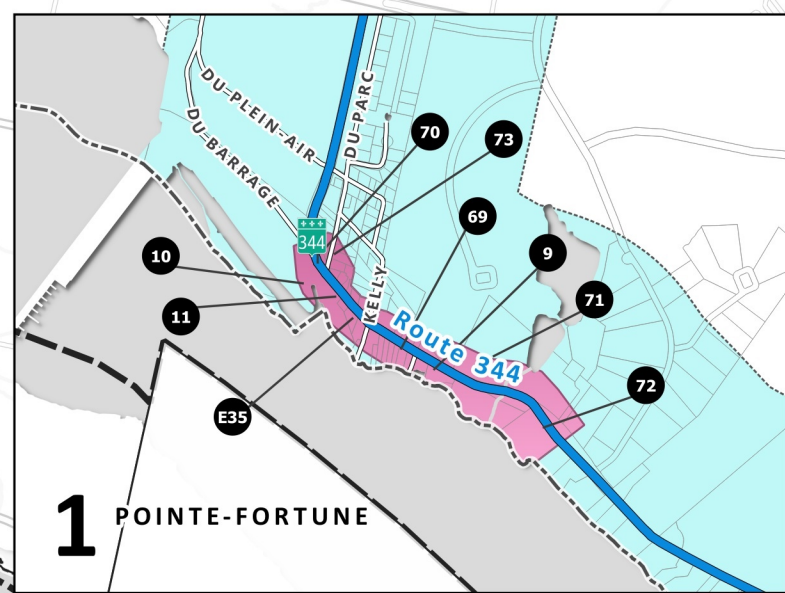 DU PLEIN-AIR
DU PARC
DU BARRAGE
70
73
69
344
10
9
11
KELLY
71
Route 344
72
E35
1 POINTE-FORTUNE